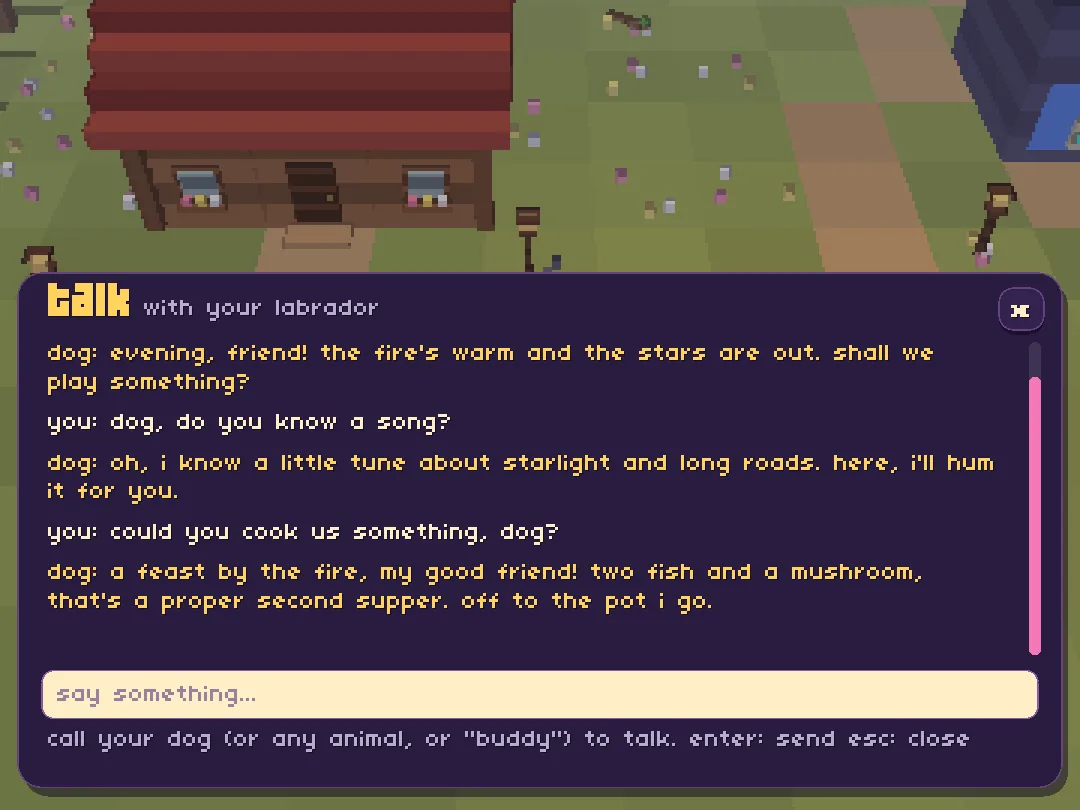 talk with your labrador
dog: evening, friend! the fire's warm and the stars are out. shall we
play something?
you: dog, do you know a song?
dog: oh, i know a little tune about starlight and long roads. here, i'll hum
it for you.
you: could you cook us something, dog?
dog: a feast by the fire, my good friend! two fish and a mushroom,
that's a proper second supper. off to the pot i go.
say something...
call your dog (or any animal, or "buddy") to talk. enter: send esc: close